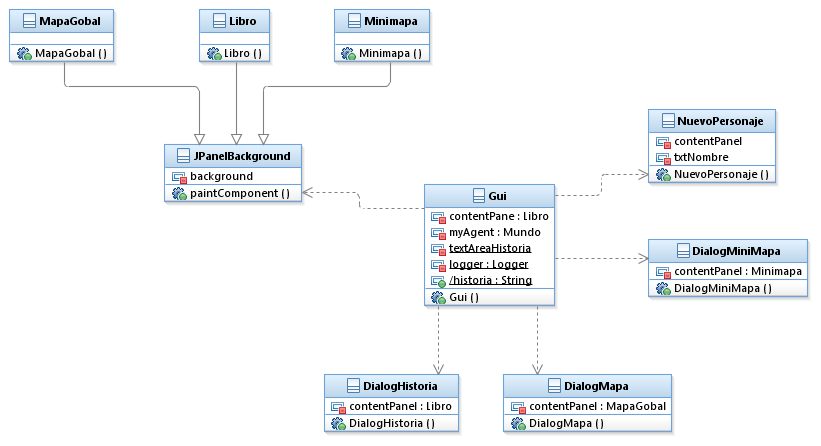 MapaGobal
MapaGobal ()
Libro
Libro ()
Minimapa
Minimapa ()
JPanelBackground
background
paintComponent ()
NuevoPersonaje
contentPanel
txtNombre
NuevoPersonaje ()
Gui
contentPane : Libro
myAgent : Mundo
textAreaHistoria
logger : Logger
/historia : String
Gui ()
DialogMiniMapa
contentPanel : Minimapa
DialogMiniMapa ()
DialogHistoria
contentPanel : Libro
DialogHistoria ()
DialogMapa
contentPanel : MapaGobal
DialogMapa ()